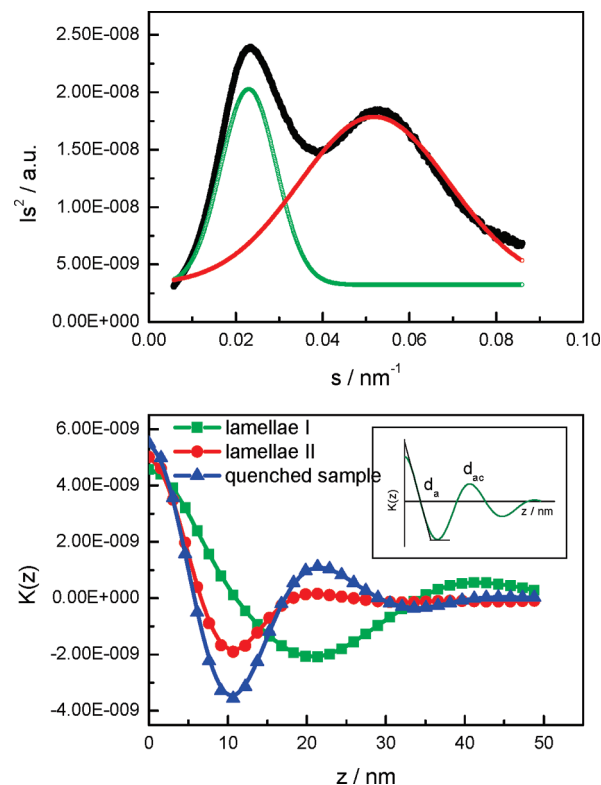 2.50E-008
2.00E-008
1.50E-008
1.00E-008
5.00E-009
0.00E+000
Is² / a.u.
0.00 0.02 0.04 0.06 0.08 0.10
s / nm⁻¹
6.00E-009
4.00E-009
2.00E-009
0.00E+000
-2.00E-009
-4.00E-009
K(z)
lamellae I
lamellae II
quenched sample
K(z)
dₐ
dₐc
z / nm
0 10 20 30 40 50
z / nm